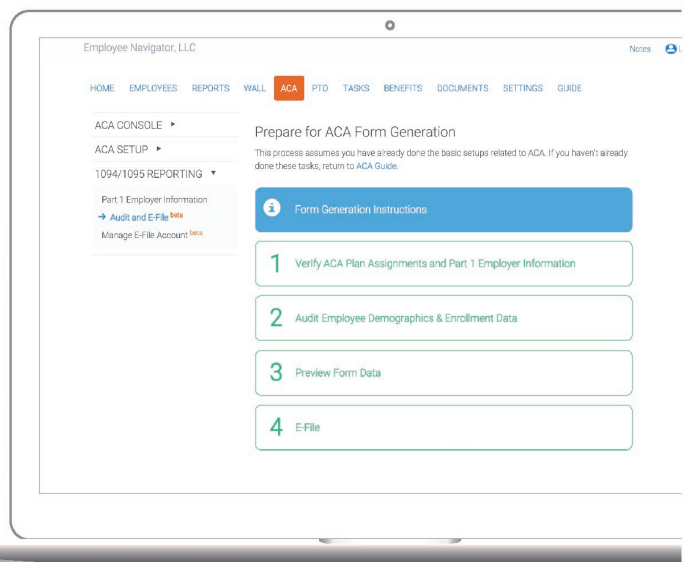 Employee Navigator, LLC
Notes
HOME EMPLOYEES REPORTS WALL ACA PTO TASKS BENEFITS DOCUMENTS SETTINGS GUIDE
ACA CONSOLE
ACA SETUP
1094/1095 REPORTING
Part 1 Employer Information
Audit and E-File beta
Manage E-File Account beta
Prepare for ACA Form Generation
This process assumes you have already done the basic setups related to ACA. If you haven't already
done these tasks, return to ACA Guide.
Form Generation Instructions
1 Verify ACA Plan Assignments and Part 1 Employer Information
2 Audit Employee Demographics & Enrollment Data
3 Preview Form Data
4 E-File